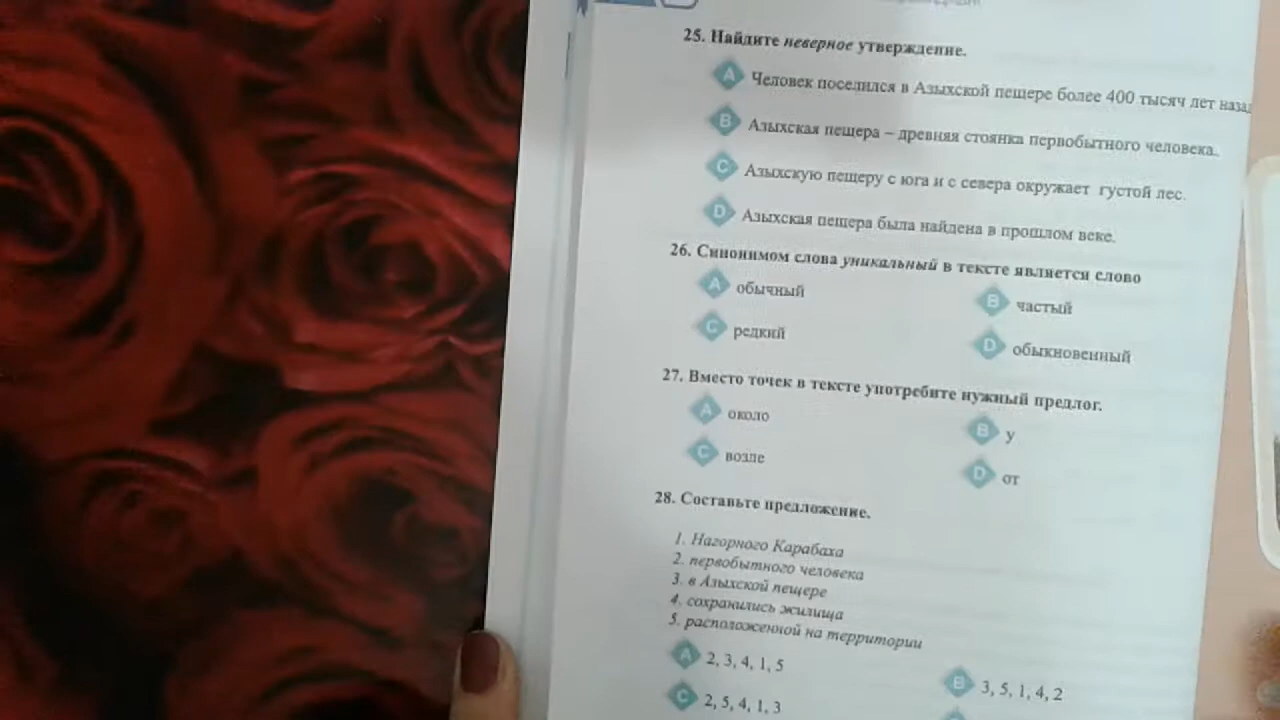 25. Найдите неверное утверждение.
A Человек поселился в Азыхской пещере более 400 тысяч лет
B Азыхская пещера – древняя стоянка первобытного человека.
C Азыхскую пещеру с юга и с севера окружает густой лес.
D Азыхская пещера была найдена в прошлом веке.
26. Синонимом слова уникальный в тексте является слово
A обычный B частый
C редкий D обыкновенный
27. Вместо точек в тексте употребите нужный предлог.
A около B у
C возле D от
28. Составьте предложение.
1. Нагорного Карабаха
2. первобытного человека
3. в Азыхской пещере
4. сохранились жилища
5. расположенной на территории
A 2, 3, 4, 1, 5 B 3, 5, 1, 4, 2
C 2, 5, 4, 1, 3